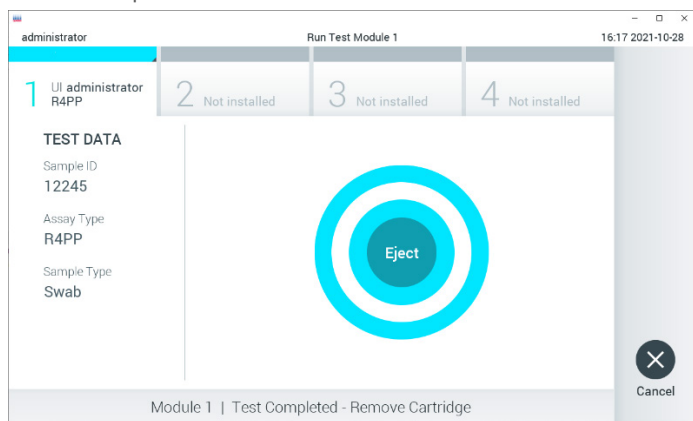 administrator
Run Test Module 1
16:17 2021-10-28
1 UI administrator
R4PP
2 Not installed
3 Not installed
4 Not installed
TEST DATA
Sample ID
12245
Assay Type
R4PP
Sample Type
Swab
Eject
Cancel
Module 1 | Test Completed - Remove Cartridge